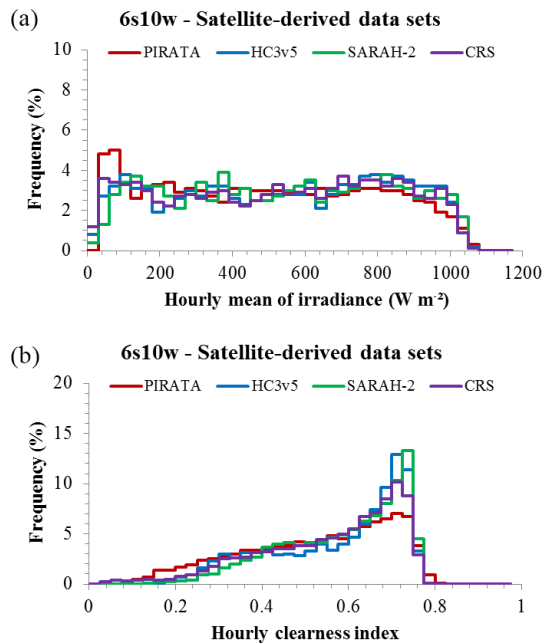 (a)
6s10w - Satellite-derived data sets
PIRATA HC3v5 SARAH-2 CRS
Frequency (%)
10
8
6
4
2
0
0 200 400 600 800 1000 1200
Hourly mean of irradiance (W m⁻²)
(b)
6s10w - Satellite-derived data sets
PIRATA HC3v5 SARAH-2 CRS
Frequency (%)
20
15
10
5
0
0 0.2 0.4 0.6 0.8 1
Hourly clearness index